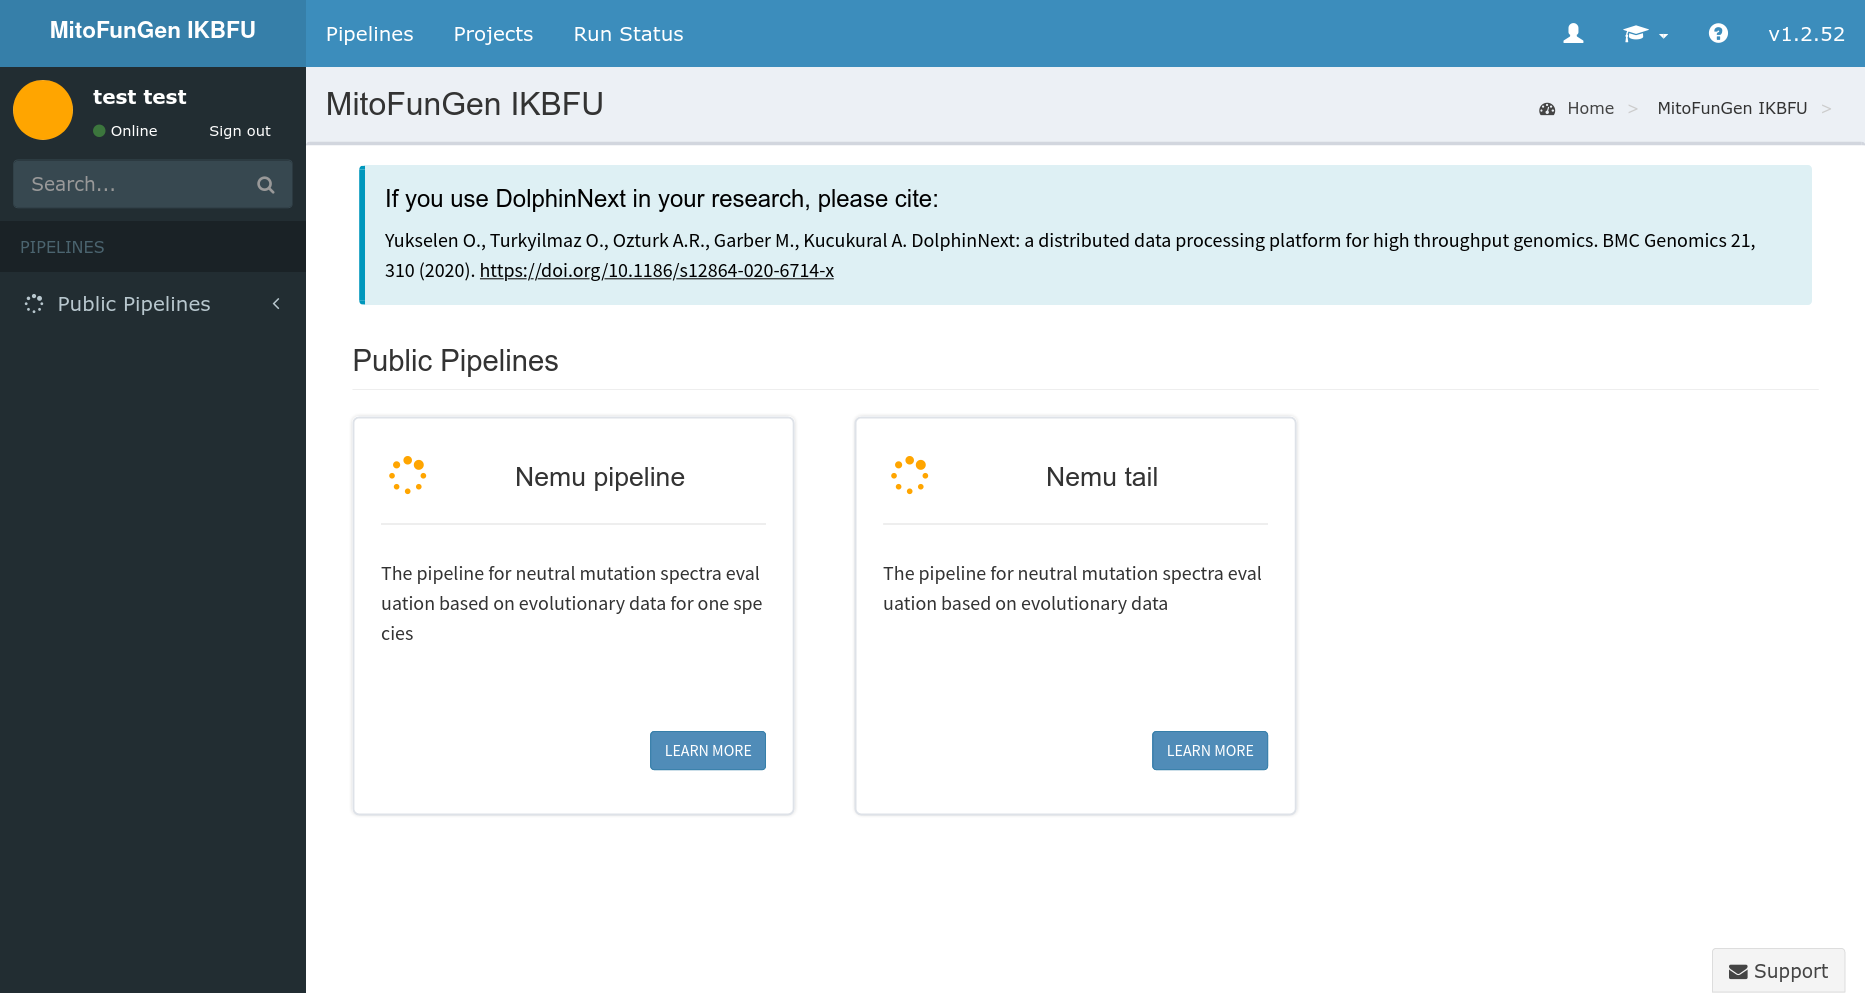 MitoFunGen IKBFU
Pipelines Projects Run Status
v1.2.52
test test
Online Sign out
Search...
PIPELINES
Public Pipelines
MitoFunGen IKBFU
Home > MitoFunGen IKBFU >
If you use DolphinNext in your research, please cite:
Yukselen O., Turkyilmaz O., Ozturk A.R., Garber M., Kucukural A. DolphinNext: a distributed data processing platform for high throughput genomics. BMC Genomics 21,
310 (2020). https://doi.org/10.1186/s12864-020-6714-x
Public Pipelines
Nemu pipeline
The pipeline for neutral mutation spectra eval
uation based on evolutionary data for one spe
cies
LEARN MORE
Nemu tail
The pipeline for neutral mutation spectra eval
uation based on evolutionary data
LEARN MORE
Support